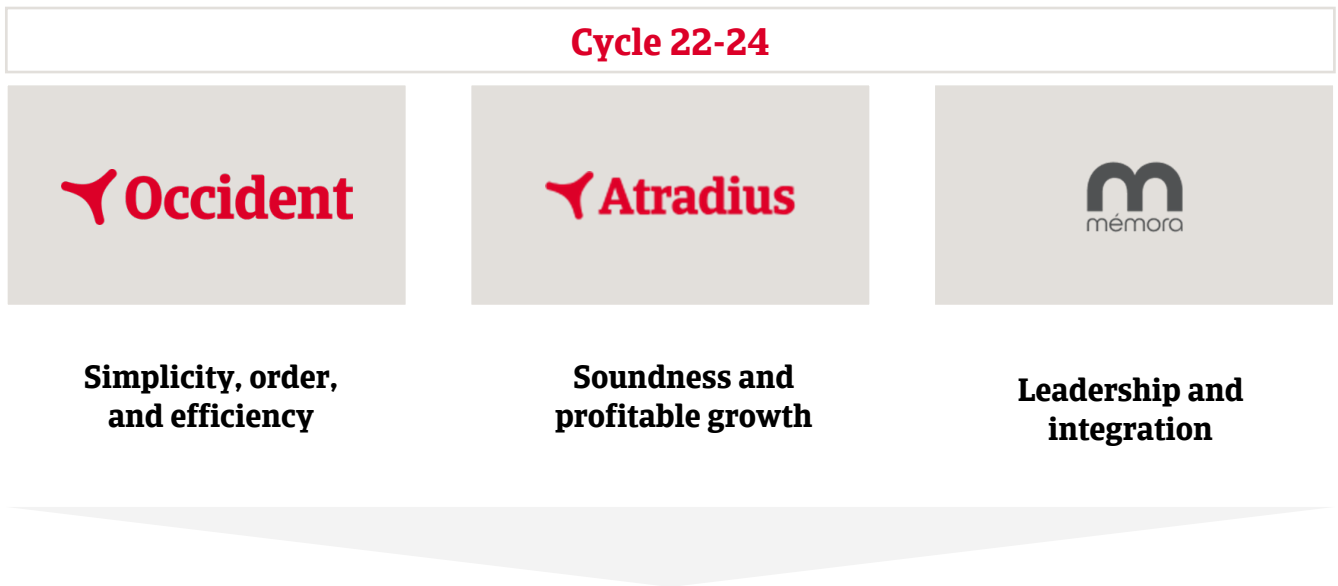 Cycle 22-24
Occident
Atradius
mémora
Simplicity, order,
and efficiency
Soundness and
profitable growth
Leadership and
integration